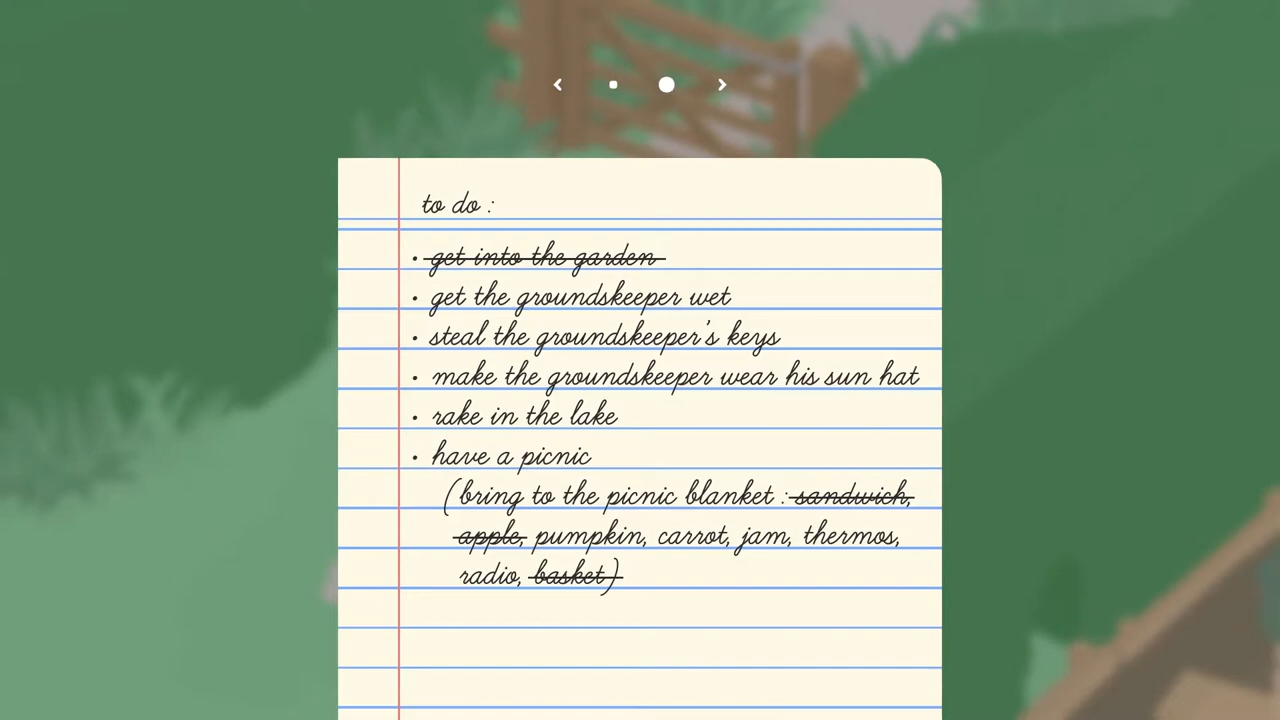 to do :
• get into the garden
• get the groundskeeper wet
• steal the groundskeeper's keys
• make the groundskeeper wear his sun hat
• rake in the lake
• have a picnic
(bring to the picnic blanket : sandwich,
apple, pumpkin, carrot, jam, thermos,
radio, basket)